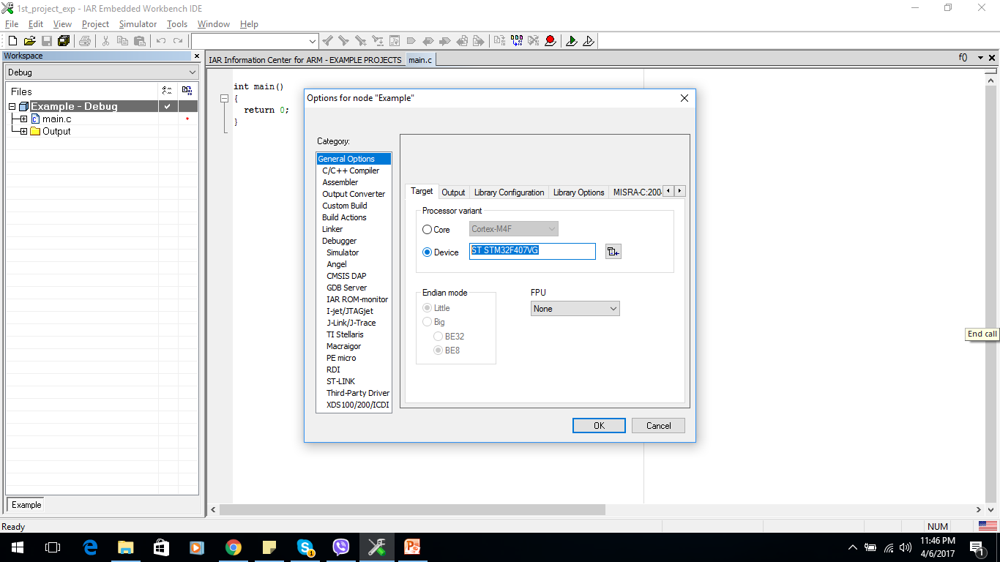 1st_project_exp - IAR Embedded Workbench IDE
File Edit View Project Simulator Tools Window Help
Workspace
IAR Information Center for ARM - EXAMPLE PROJECTS main.c f()
Debug
Files
Example - Debug
main.c
Output
int main()
{
return 0;
}
Options for node "Example"
Category:
General Options
C/C++ Compiler
Assembler
Output Converter
Custom Build
Build Actions
Linker
Debugger
Simulator
Angel
CMSIS DAP
GDB Server
IAR ROM-monitor
I-jet/JTAGjet
J-Link/J-Trace
TI Stellaris
Macraigor
PE micro
RDI
ST-LINK
Third-Party Driver
XDS100/200/ICDI
Target Output Library Configuration Library Options MISRA-C:200
Processor variant
Core Cortex-M4F
Device ST STM32F407VG
Endian mode
Little
Big
BE32
BE8
FPU
None
OK Cancel
End call
Example
Ready NUM
1
11:46 PM
4/6/2017
1